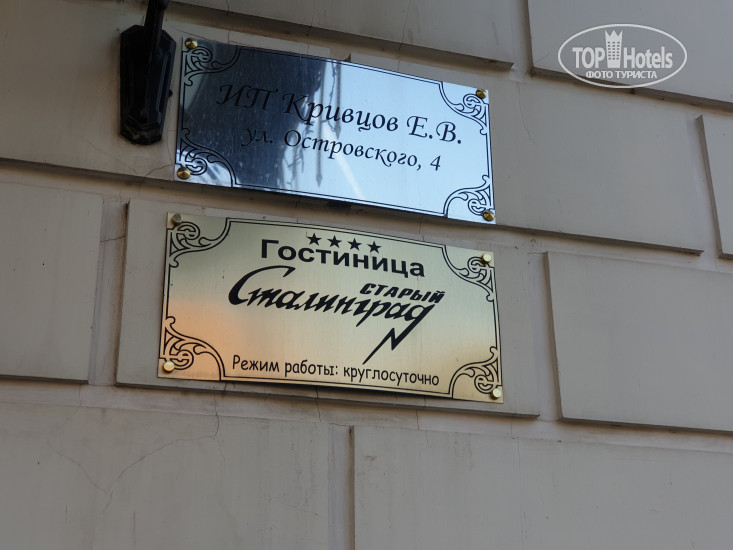 TOP Hotels
ФОТО ТУРИСТА
ИП Кривцов Е.В.
ул. Островского, 4
★★★★
Гостиница
СТАРЫЙ
Сталинград
Режим работы: круглосуточно